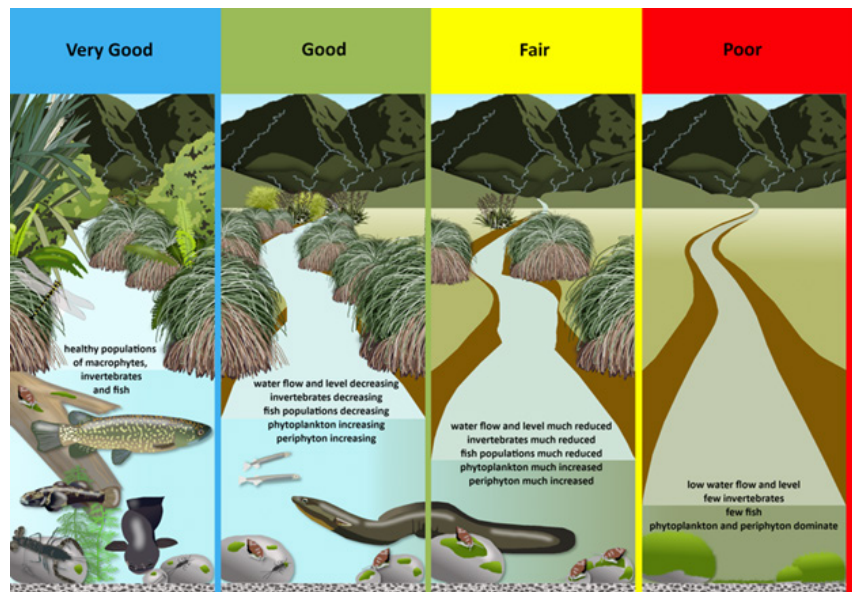 Very Good
Good
Fair
Poor
healthy populations
of macrophytes,
invertebrates
and fish
water flow and level decreasing
invertebrates decreasing
fish populations decreasing
phytoplankton increasing
periphyton increasing
water flow and level much reduced
invertebrates much reduced
fish populations much reduced
phytoplankton much increased
periphyton much increased
low water flow and level
few invertebrates
few fish
phytoplankton and periphyton dominate